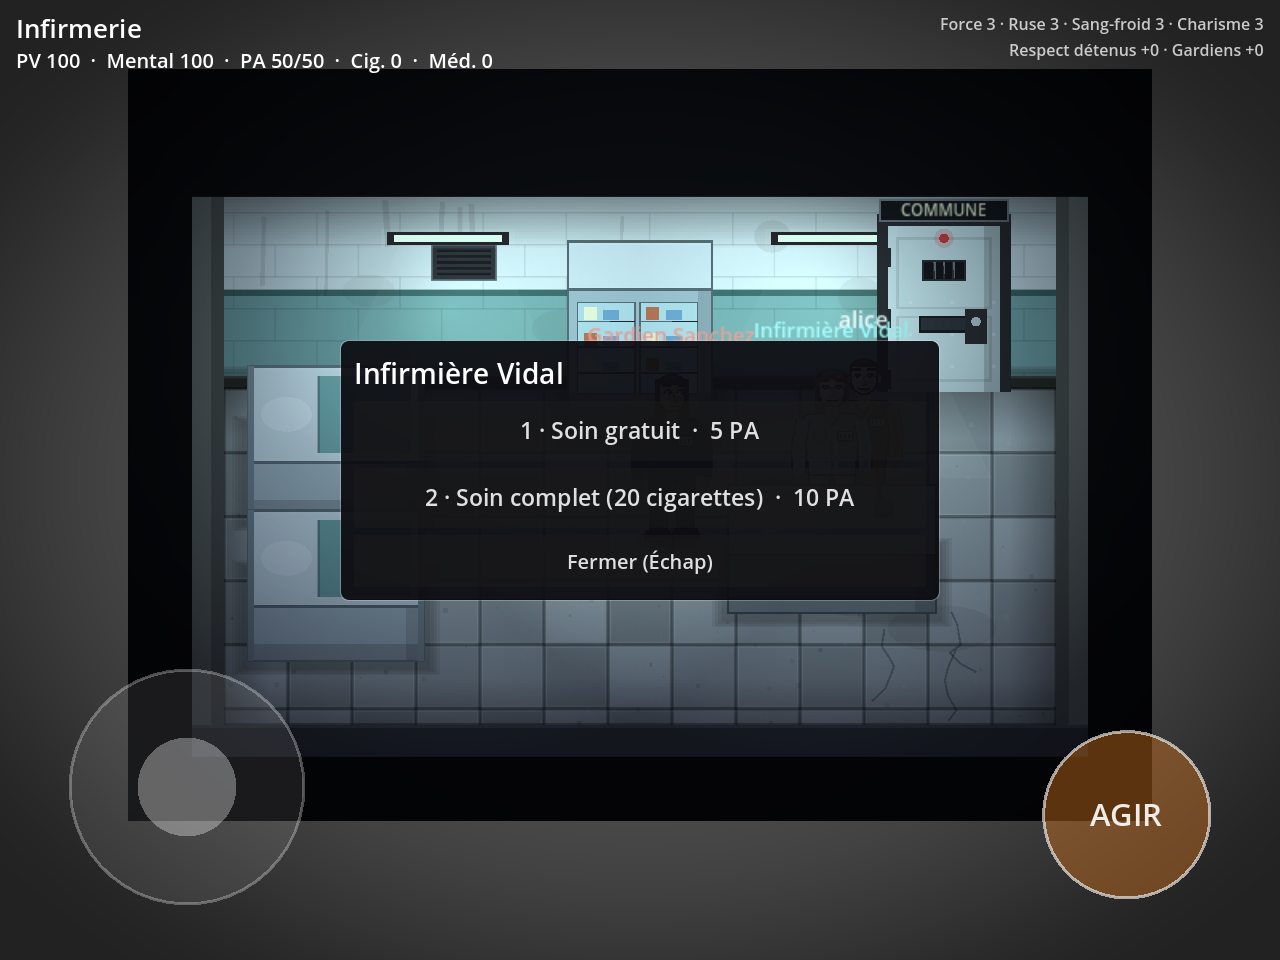 Infirmerie
PV 100 · Mental 100 · PA 50/50 · Cig. 0 · Méd. 0
Force 3 · Ruse 3 · Sang-froid 3 · Charisme 3
Respect détenus +0 · Gardiens +0
COMMUNE
alice
Gardien Sanchez
Infirmière Vidal
Infirmière Vidal
1 · Soin gratuit · 5 PA
2 · Soin complet (20 cigarettes) · 10 PA
Fermer (Échap)
AGIR